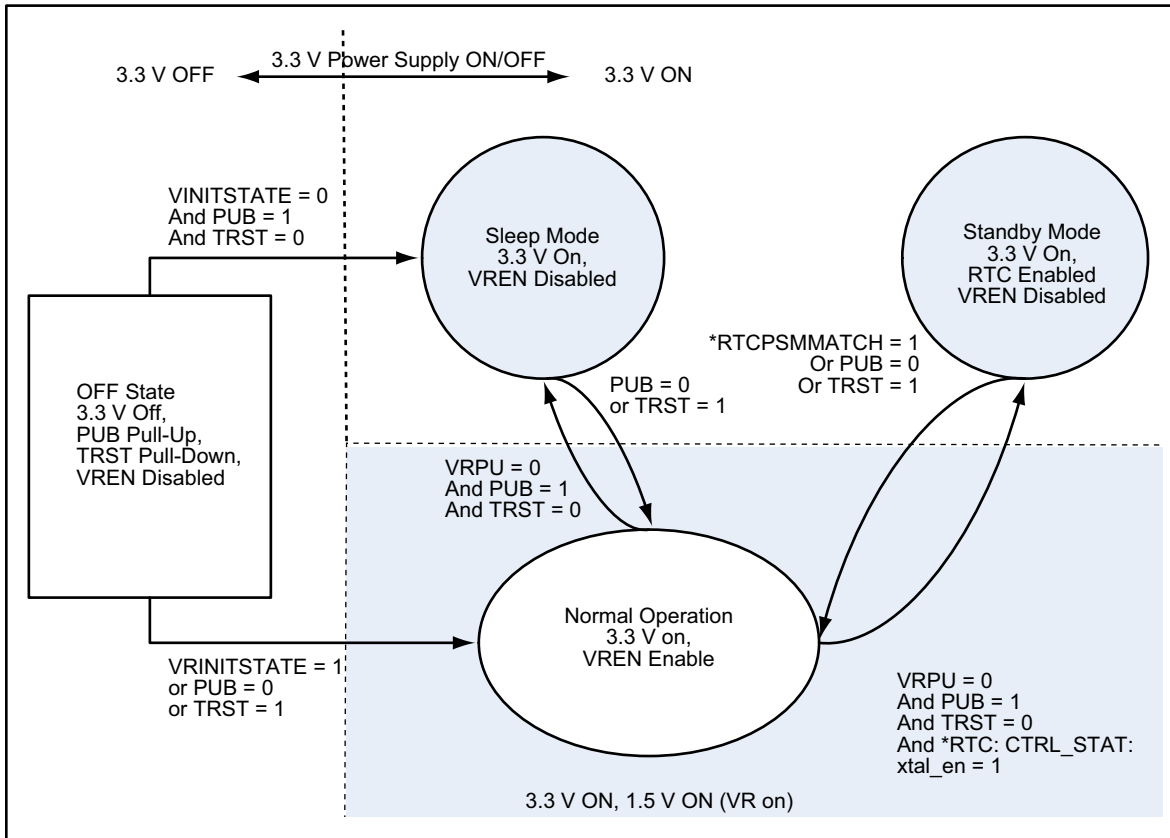 3.3 V Power Supply ON/OFF
3.3 V OFF
3.3 V ON
VINITSTATE = 0
And PUB = 1
And TRST = 0
Sleep Mode
3.3 V On,
VREN Disabled
Standby Mode
3.3 V On,
RTC Enabled
VREN Disabled
OFF State
3.3 V Off,
PUB Pull-Up,
TRST Pull-Down,
VREN Disabled
PUB = 0
or TRST = 1
*RTCPSMMATCH = 1
Or PUB = 0
Or TRST = 1
VRPU = 0
And PUB = 1
And TRST = 0
Normal Operation
3.3 V on,
VREN Enable
VRINITSTATE = 1
or PUB = 0
or TRST = 1
VRPU = 0
And PUB = 1
And TRST = 0
And *RTC: CTRL_STAT:
xtal_en = 1
3.3 V ON, 1.5 V ON (VR on)